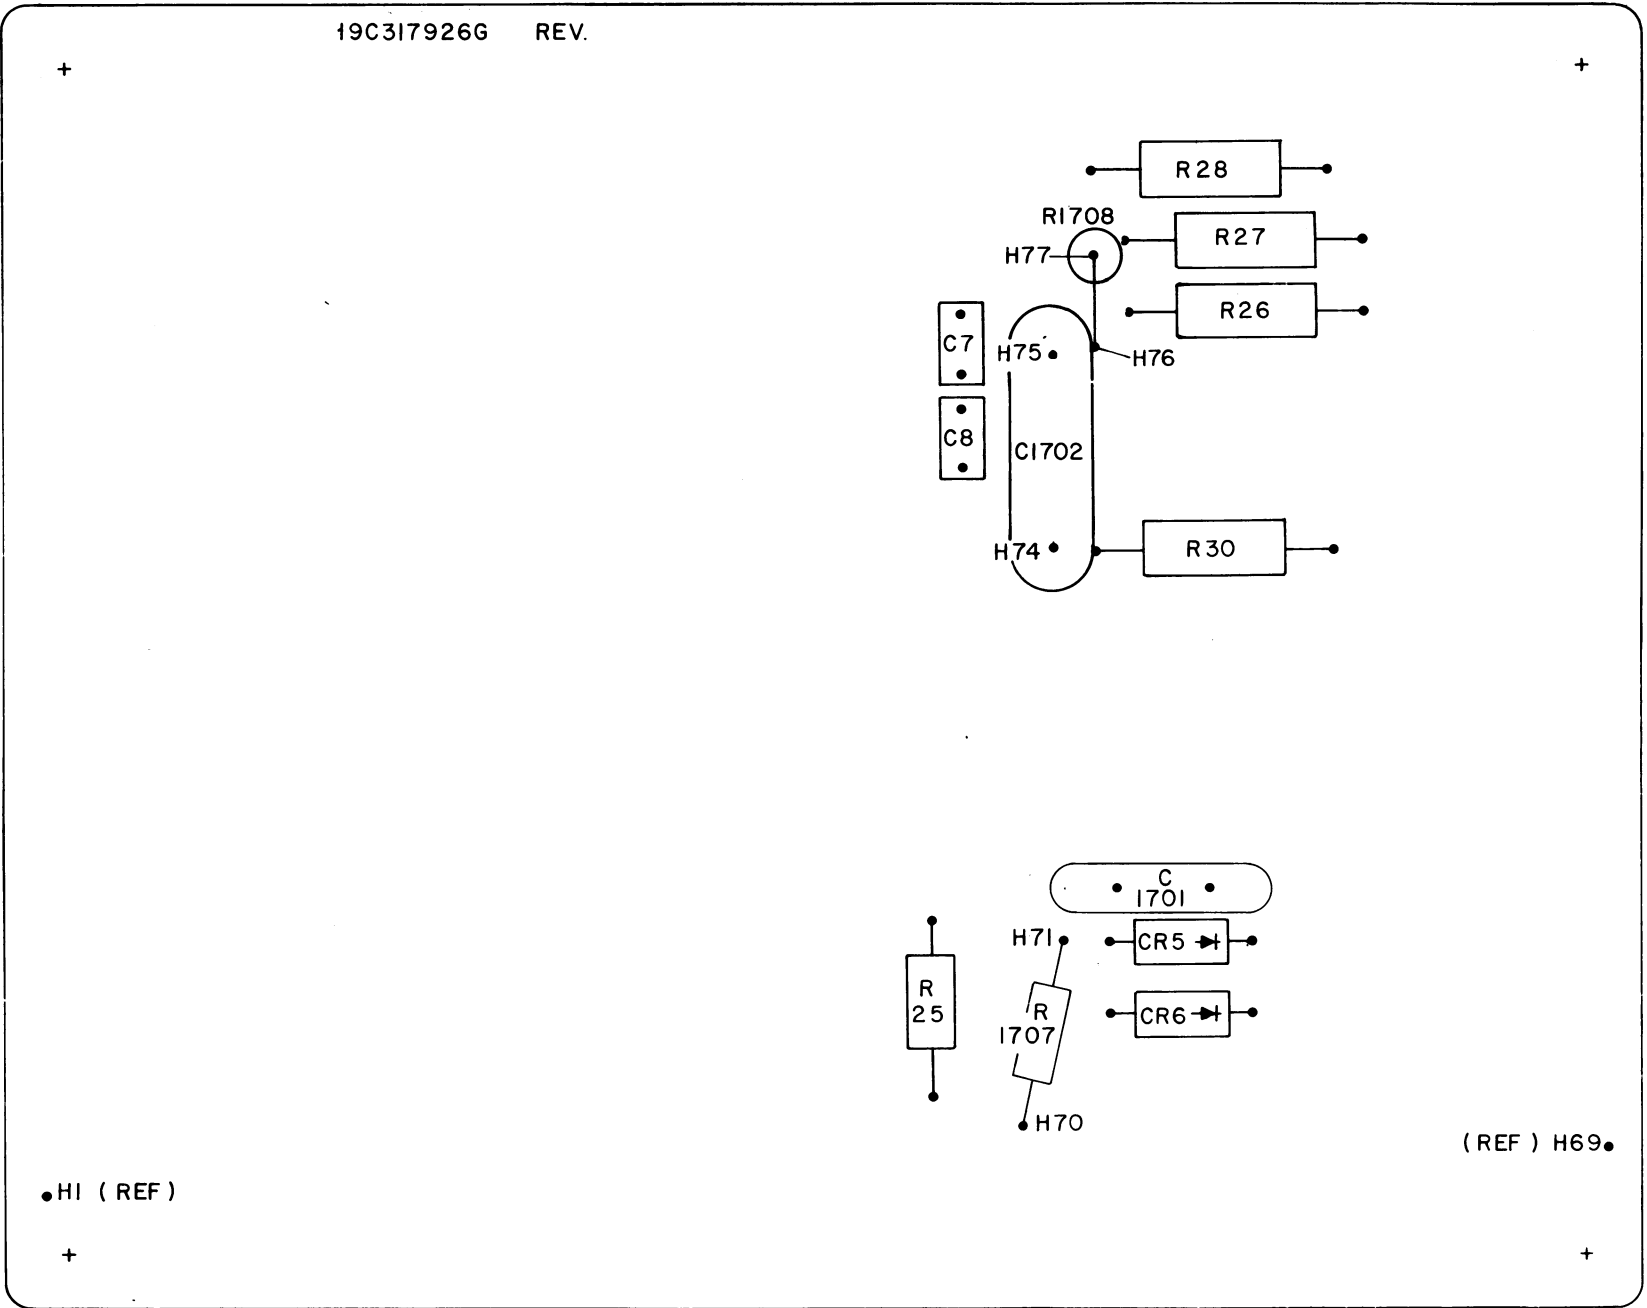 19C317926G REV.
R28
R1708
R27
H77
R26
C7
H75
H76
C8
C1702
H74
R30
C
1701
H71
CR5
R
25
R
1707
CR6
H70
(REF) H69
H1 (REF)